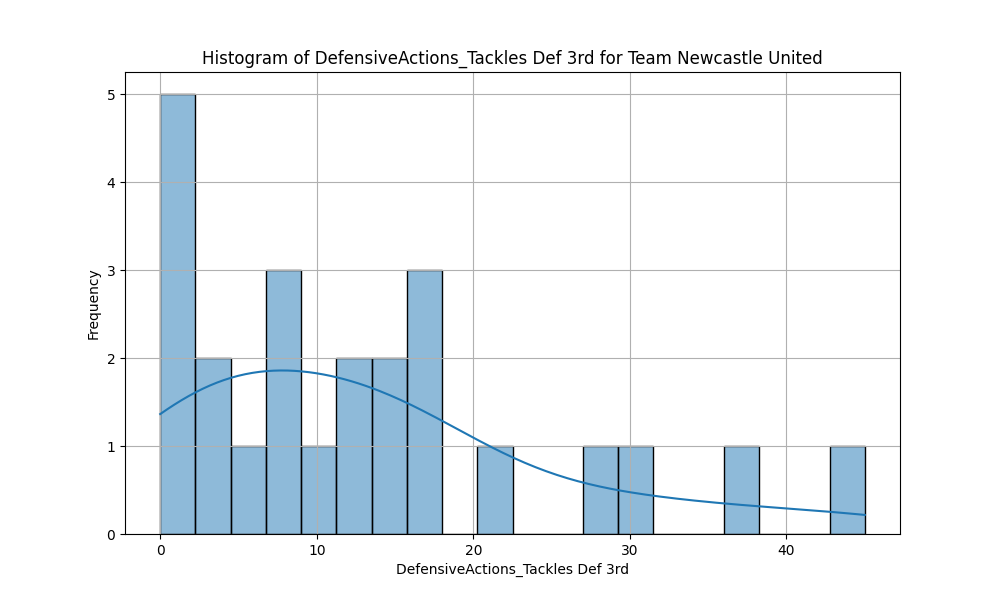 Histogram of DefensiveActions_Tackles Def 3rd for Team Newcastle United
5
4
3
2
1
0
Frequency
0 10 20 30 40
DefensiveActions_Tackles Def 3rd